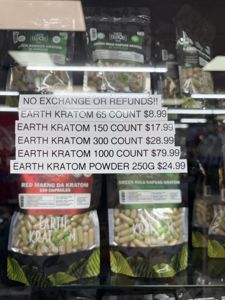 NO EXCHANGE OR REFUNDS!!
EARTH KRATOM 65 COUNT $8.99
EARTH KRATOM 150 COUNT $17.99
EARTH KRATOM 300 COUNT $28.99
EARTH KRATOM 1000 COUNT $79.99
EARTH KRATOM POWDER 250G $24.99
RED MAENG DA KRATOM
EARTH
KRATOM
EARTH
KRATOM